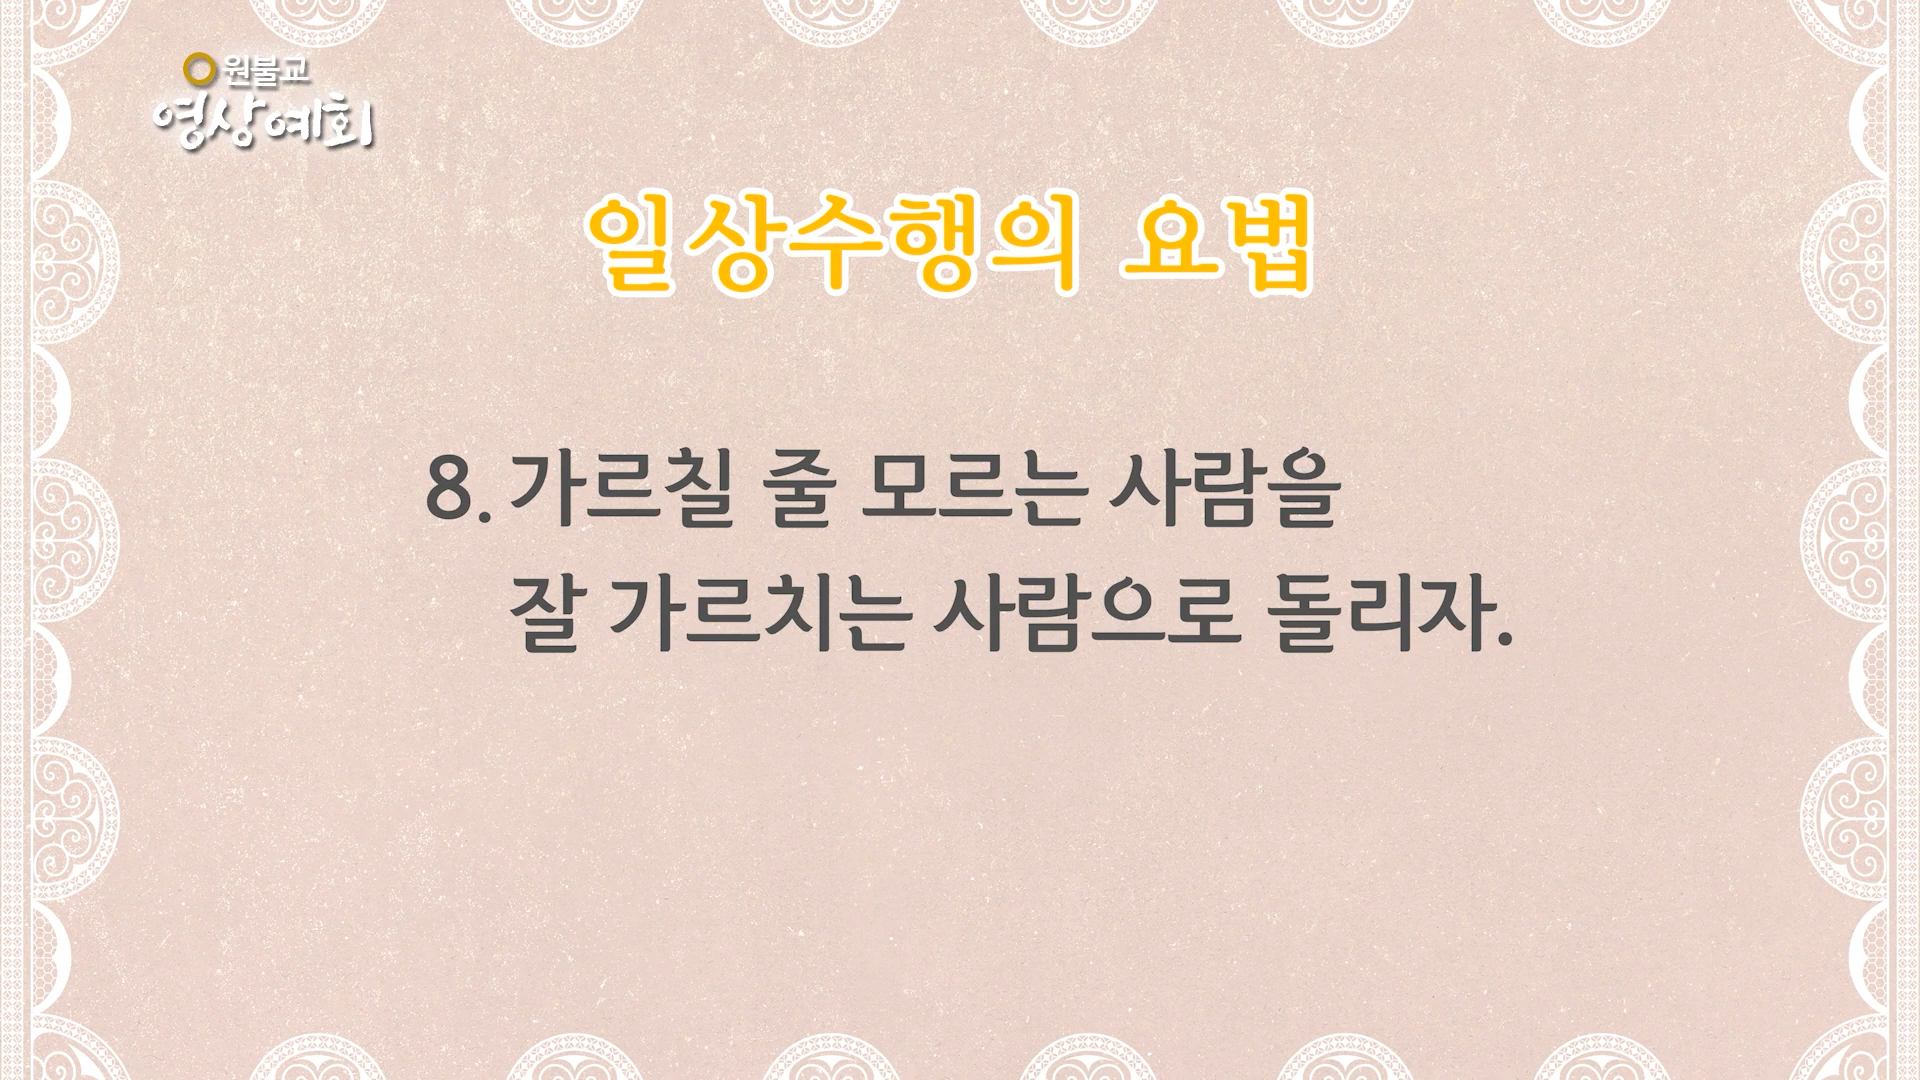 원불교
영상예회
일상수행의 요법
8. 가르칠 줄 모르는 사람을
잘 가르치는 사람으로 돌리자.